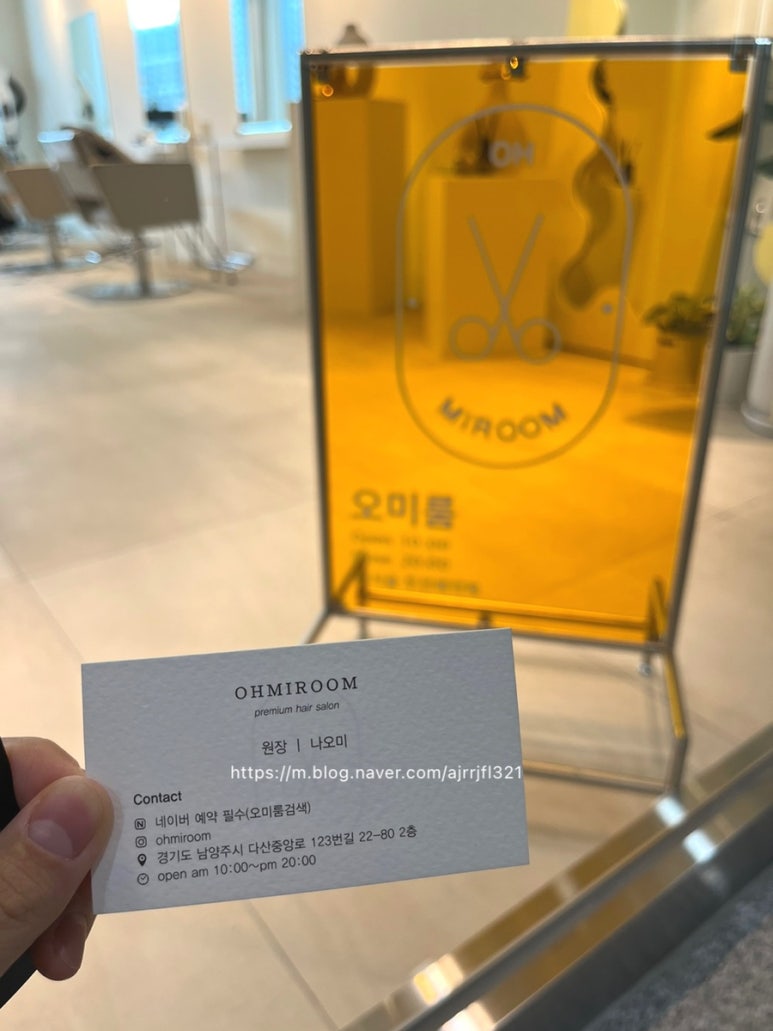 OH
MIROOM
오미룸
OHMIROOM
premium hair salon
원장 | 나오미
https://m.blog.naver.com/ajrrjfl321
Contact
네이버 예약 필수(오미룸검색)
ohmiroom
경기도 남양주시 다산중앙로 123번길 22-80 2층
open am 10:00~pm 20:00